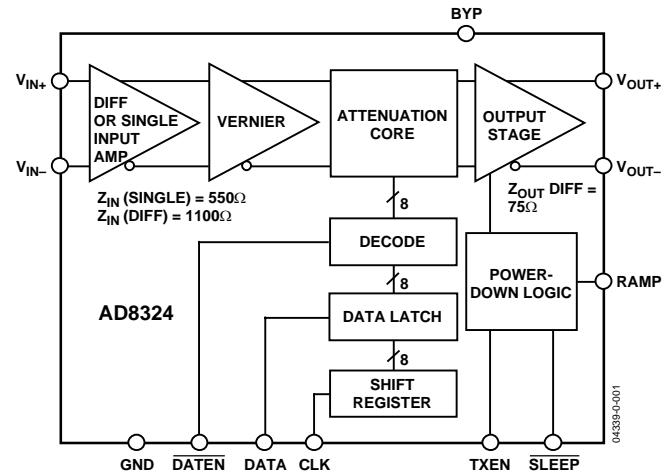 BYP
VIN+
VOUT+
DIFF
OR SINGLE
INPUT
AMP
VERNIER
ATTENUATION
CORE
OUTPUT
STAGE
VIN–
VOUT–
ZIN (SINGLE) = 550Ω
ZIN (DIFF) = 1100Ω
ZOUT DIFF =
75Ω
8
DECODE
8
POWER-
DOWN LOGIC
RAMP
AD8324
DATA LATCH
8
SHIFT
REGISTER
04339-0-001
GND
DATEN
DATA
CLK
TXEN
SLEEP